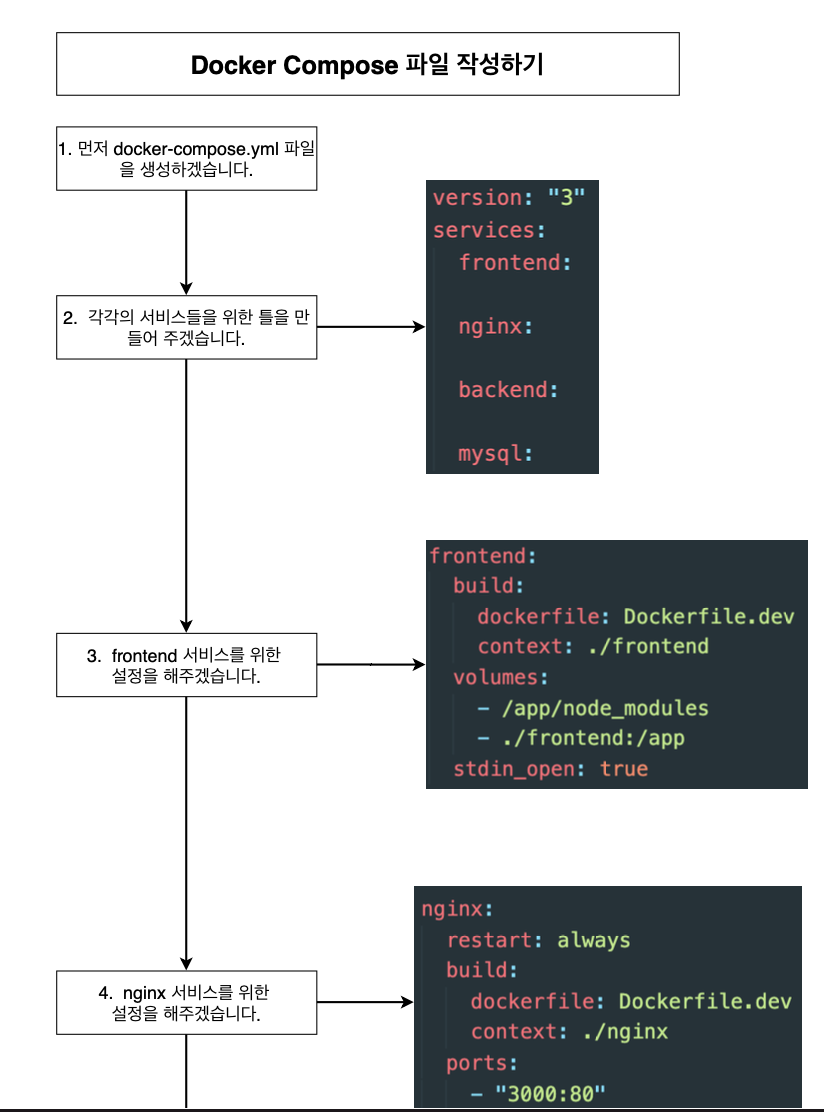 Docker Compose 파일 작성하기
1. 먼저 docker-compose.yml 파일
을 생성하겠습니다.
2. 각각의 서비스들을 위한 틀을 만
들어 주겠습니다.
version: "3"
services:
frontend:
nginx:
backend:
mysql:
3. frontend 서비스를 위한
설정을 해주겠습니다.
frontend:
build:
dockerfile: Dockerfile.dev
context: ./frontend
volumes:
- /app/node_modules
- ./frontend:/app
stdin_open: true
4. nginx 서비스를 위한
설정을 해주겠습니다.
nginx:
restart: always
build:
dockerfile: Dockerfile.dev
context: ./nginx
ports:
- "3000:80"